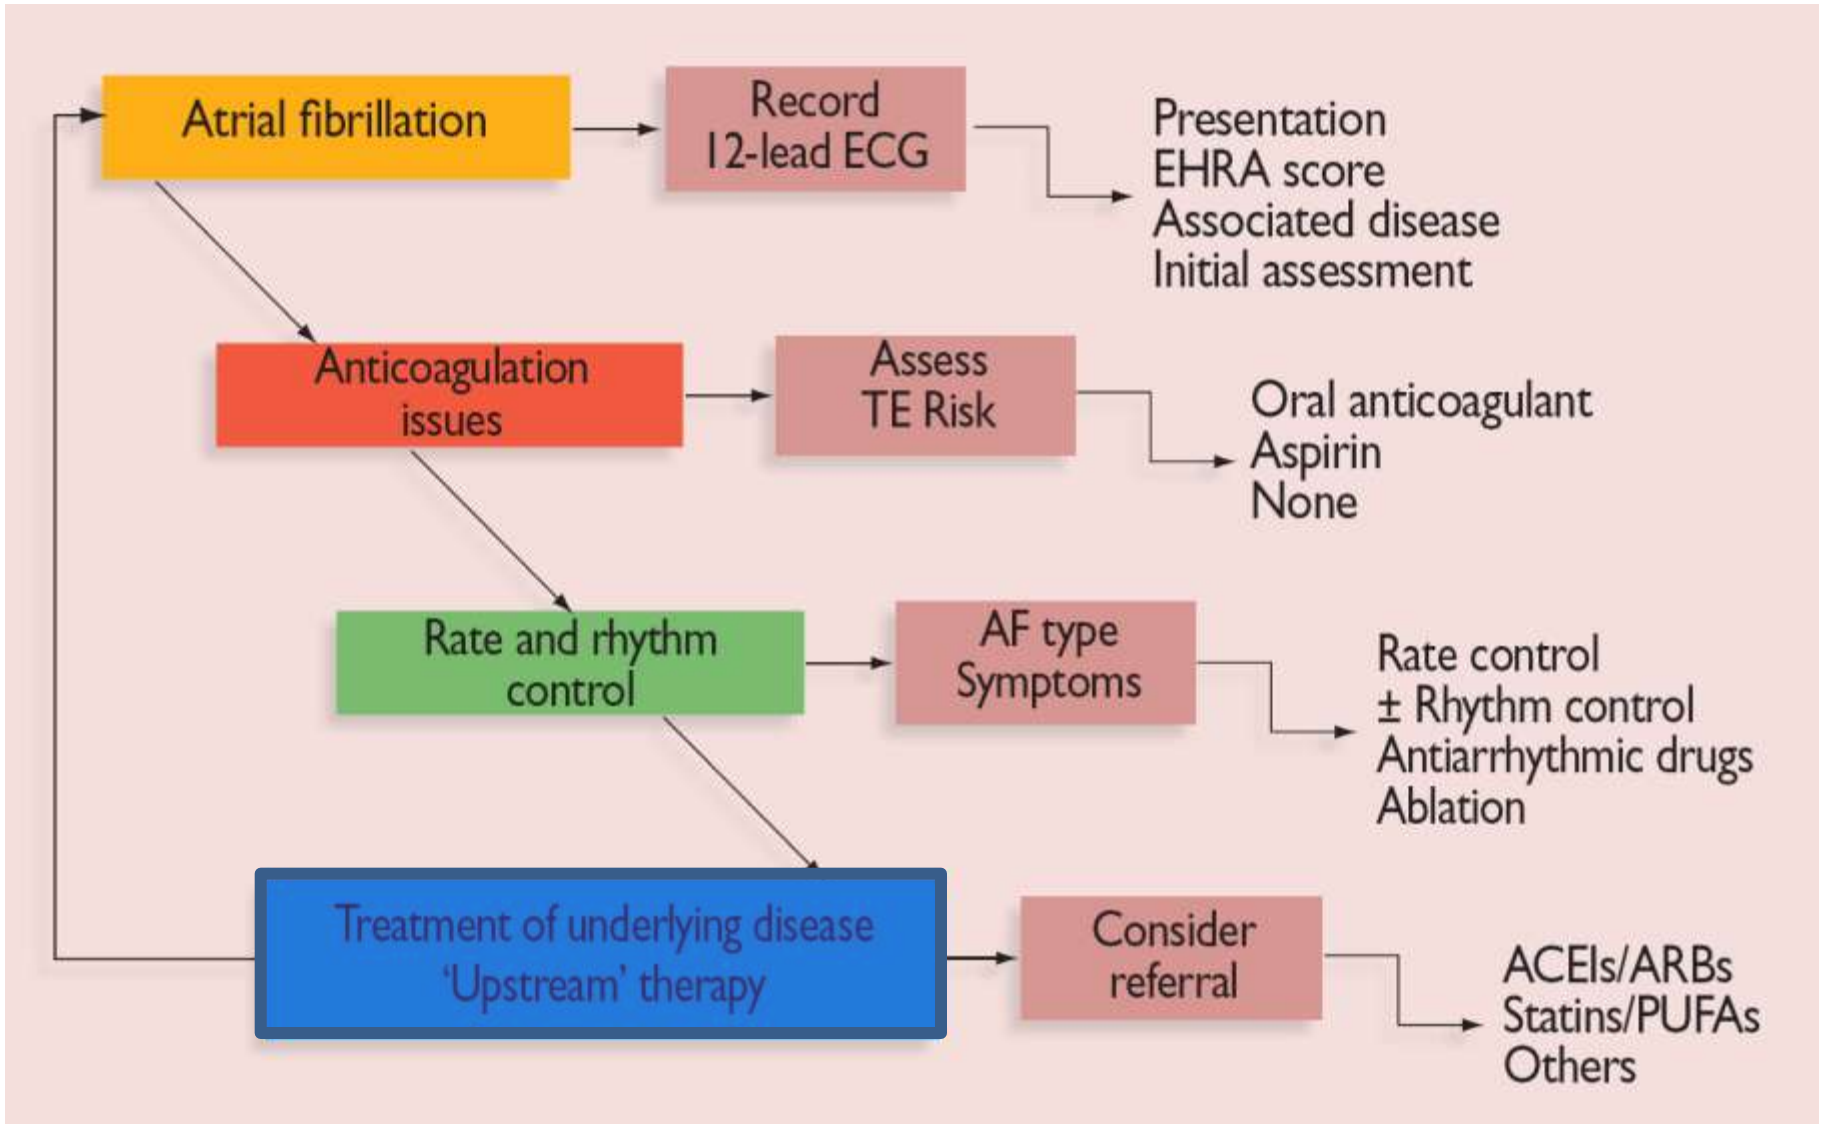 Atrial fibrillation
Record
12-lead ECG
Presentation
EHRA score
Associated disease
Initial assessment
Anticoagulation
issues
Assess
TE Risk
Oral anticoagulant
Aspirin
None
Rate and rhythm
control
AF type
Symptoms
Rate control
± Rhythm control
Antiarrhythmic drugs
Ablation
Treatment of underlying disease
‘Upstream’ therapy
Consider
referral
ACEIs/ARBs
Statins/PUFAs
Others